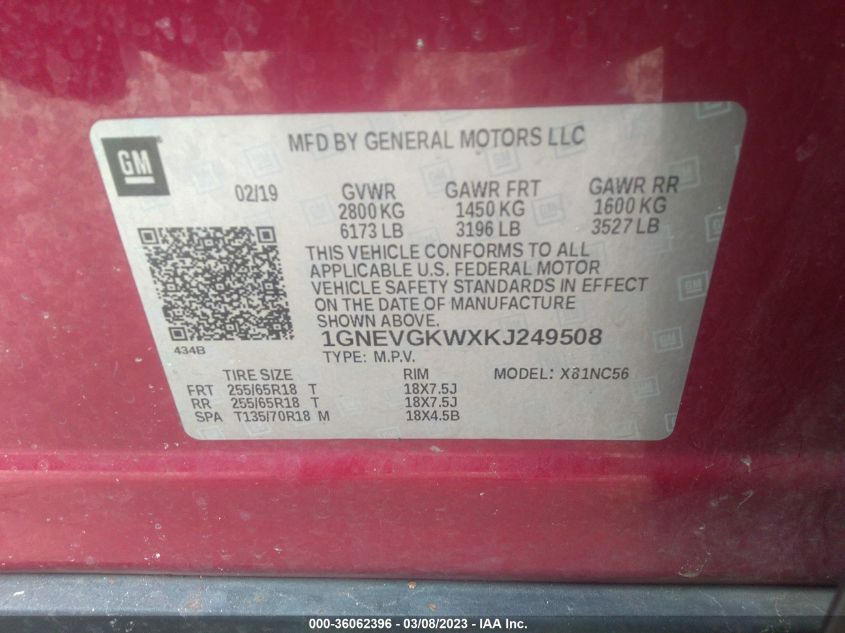 GM
MFD BY GENERAL MOTORS LLC
02/19 GVWR GAWR FRT GAWR RR
2800 KG 1450 KG 1600 KG
6173 LB 3196 LB 3527 LB
THIS VEHICLE CONFORMS TO ALL
APPLICABLE U.S. FEDERAL MOTOR
VEHICLE SAFETY STANDARDS IN EFFECT
ON THE DATE OF MANUFACTURE
SHOWN ABOVE.
1GNEVGKWXKJ249508
434B
TYPE: M.P.V.
TIRE SIZE RIM MODEL: X81NC56
FRT 255/65R18 T 18X7.5J
RR 255/65R18 T 18X7.5J
SPA T135/70R18 M 18X4.5B
000-36062396 — 03/08/2023 — IAA Inc.